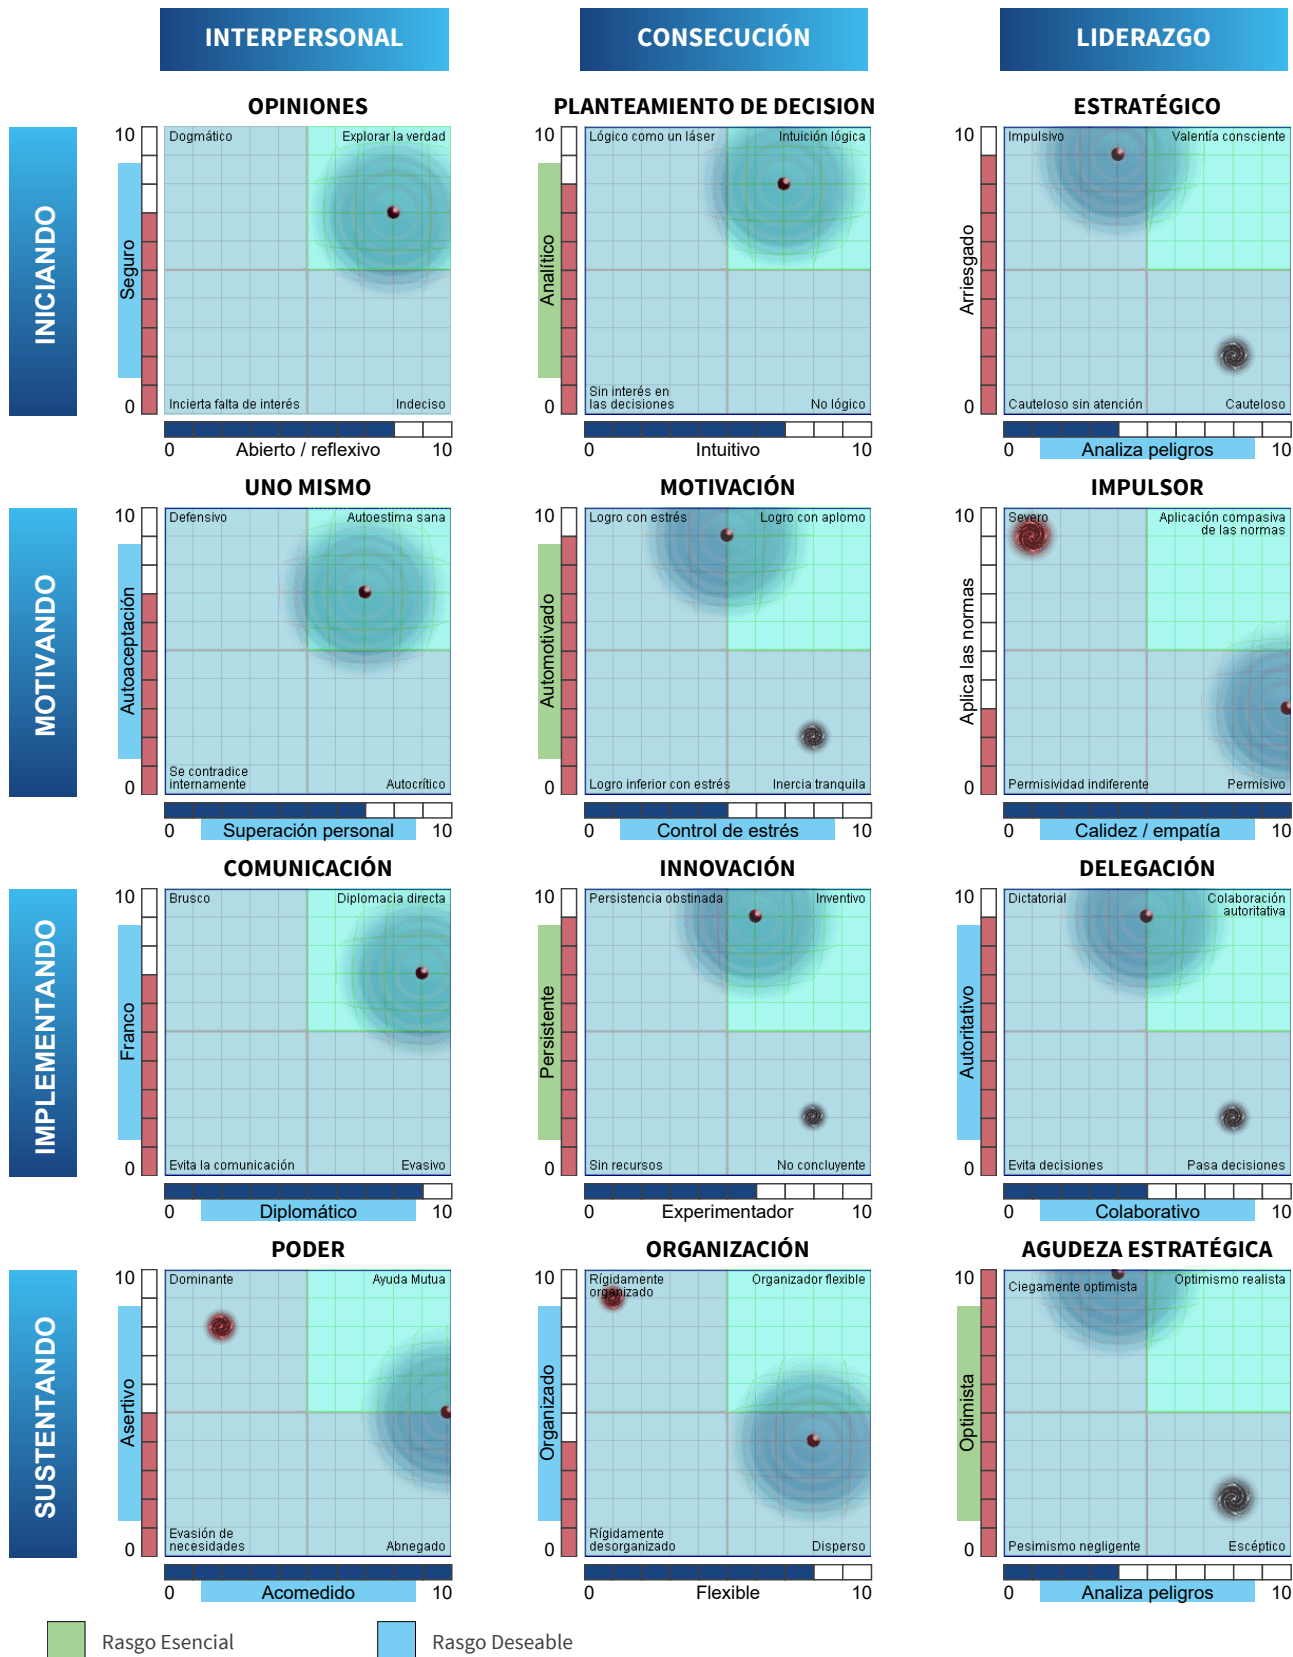 INTERPERSONAL
CONSECUCIÓN
LIDERAZGO
INICIANDO
OPINIONES
10
Dogmático
Explorar la verdad
Seguro
0
Incierta falta de interés
Indeciso
0
Abierto / reflexivo
10
PLANTEAMIENTO DE DECISION
10
Lógico como un láser
Intuición lógica
Analítico
0
Sin interés en
las decisiones
No lógico
0
Intuitivo
10
ESTRATÉGICO
10
Impulsivo
Valentía consciente
Arriesgado
0
Cauteloso sin atención
Cauteloso
0
Analiza peligros
10
MOTIVANDO
UNO MISMO
10
Defensivo
Autoestima sana
Autoaceptación
0
Se contradice
internamente
Autocrítico
0
Superación personal
10
MOTIVACIÓN
10
Logro con estrés
Logro con aplomo
Automotivado
0
Logro inferior con estrés
Inercia tranquila
0
Control de estrés
10
IMPULSOR
10
Severo
Aplicación compasiva
de las normas
Aplica las normas
0
Permisividad indiferente
Permisivo
0
Calidez / empatía
10
IMPLEMENTANDO
COMUNICACIÓN
10
Brusco
Diplomacia directa
Franco
0
Evita la comunicación
Evasivo
0
Diplomático
10
INNOVACIÓN
10
Persistencia obstinada
Inventivo
Persistente
0
Sin recursos
No concluyente
0
Experimentador
10
DELEGACIÓN
10
Dictatorial
Colaboración
autoritativa
Autoritativo
0
Evita decisiones
Pasa decisiones
0
Colaborativo
10
SUSTENTANDO
PODER
10
Dominante
Ayuda Mutua
Asertivo
0
Evasión de
necesidades
Abnegado
0
Acomedido
10
ORGANIZACIÓN
10
Rígidamente
organizado
Organizador flexible
Organizado
0
Rígidamente
desorganizado
Disperso
0
Flexible
10
AGUDEZA ESTRATÉGICA
10
Ciegamente optimista
Optimismo realista
Optimista
0
Pesimismo negligente
Escéptico
0
Analiza peligros
10
Rasgo Esencial
Rasgo Deseable